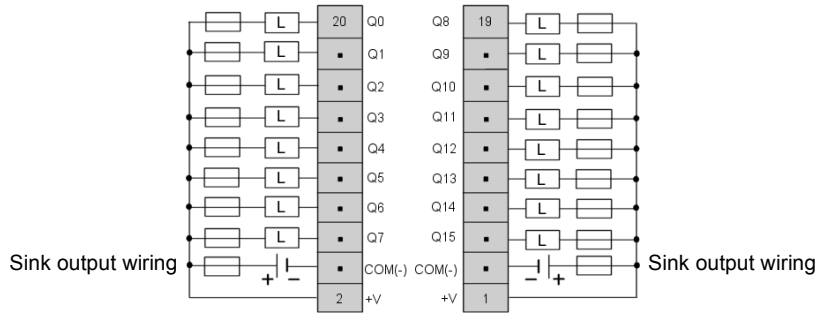 L 20 Q0 Q8 19 L
L Q1 Q9 L
L Q2 Q10 L
L Q3 Q11 L
L Q4 Q12 L
L Q5 Q13 L
L Q6 Q14 L
L Q7 Q15 L
Sink output wiring + - COM(-) COM(-) - + Sink output wiring
2 +V +V 1